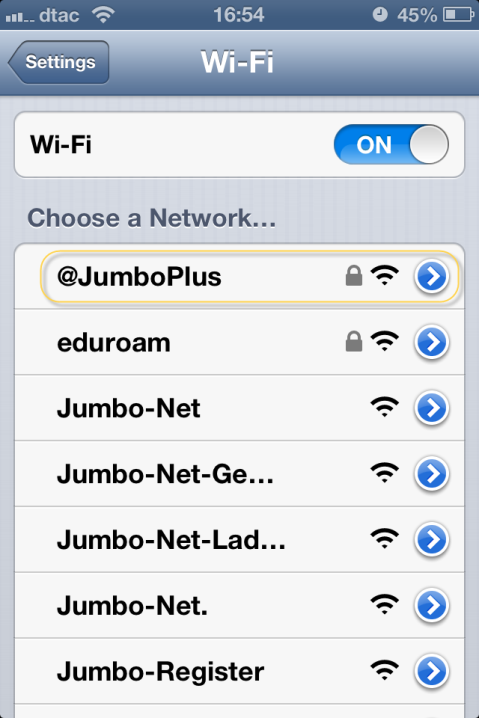 dtac 16:54 45%
Settings Wi-Fi
Wi-Fi ON
Choose a Network...
@JumboPlus
eduroam
Jumbo-Net
Jumbo-Net-Ge...
Jumbo-Net-Lad...
Jumbo-Net.
Jumbo-Register